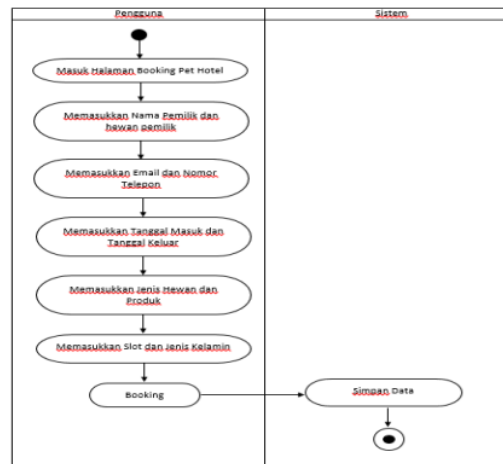 Pengguna
Sistem
Masuk Halaman Booking Pet Hotel
Memasukkan Nama Pemilik dan
hewan pemilik
Memasukkan Email dan Nomor
Telepon
Memasukkan Tanggal Masuk dan
Tanggal Keluar
Memasukkan Jenis Hewan dan
Produk
Memasukkan Slot dan Jenis Kelamin
Booking
Simpan Data